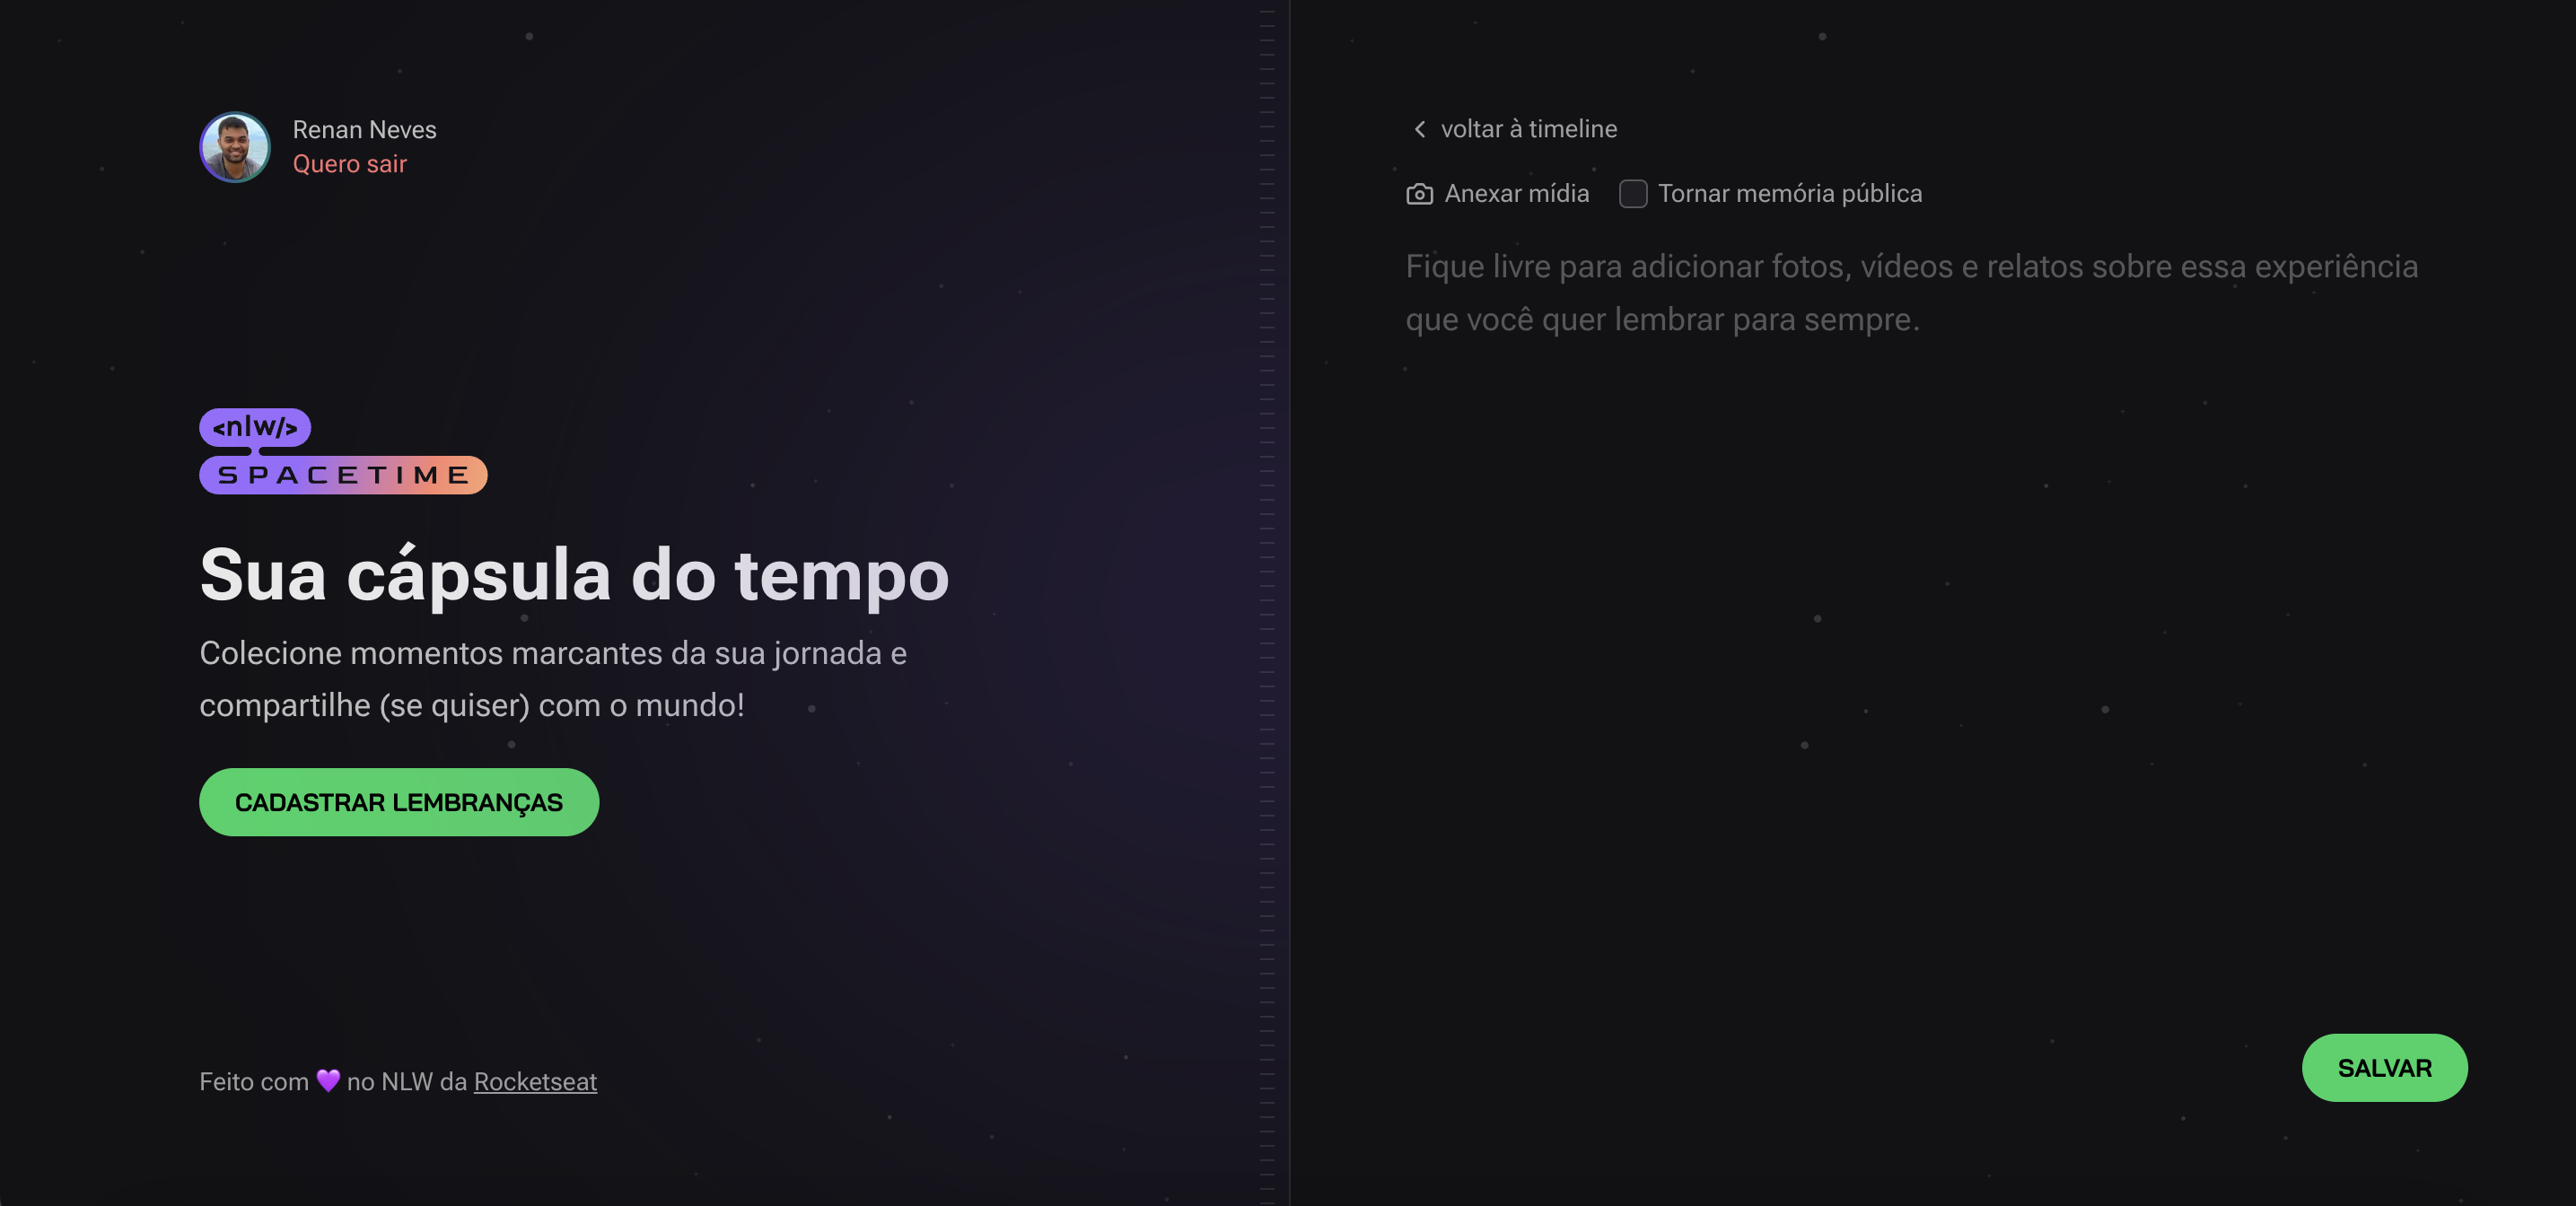 Renan Neves
Quero sair
<nlw/>
SPACETIME
Sua cápsula do tempo
Colecione momentos marcantes da sua jornada e
compartilhe (se quiser) com o mundo!
CADASTRAR LEMBRANÇAS
Feito com 💜 no NLW da Rocketseat
voltar à timeline
Anexar mídia
Tornar memória pública
Fique livre para adicionar fotos, vídeos e relatos sobre essa experiência
que você quer lembrar para sempre.
SALVAR